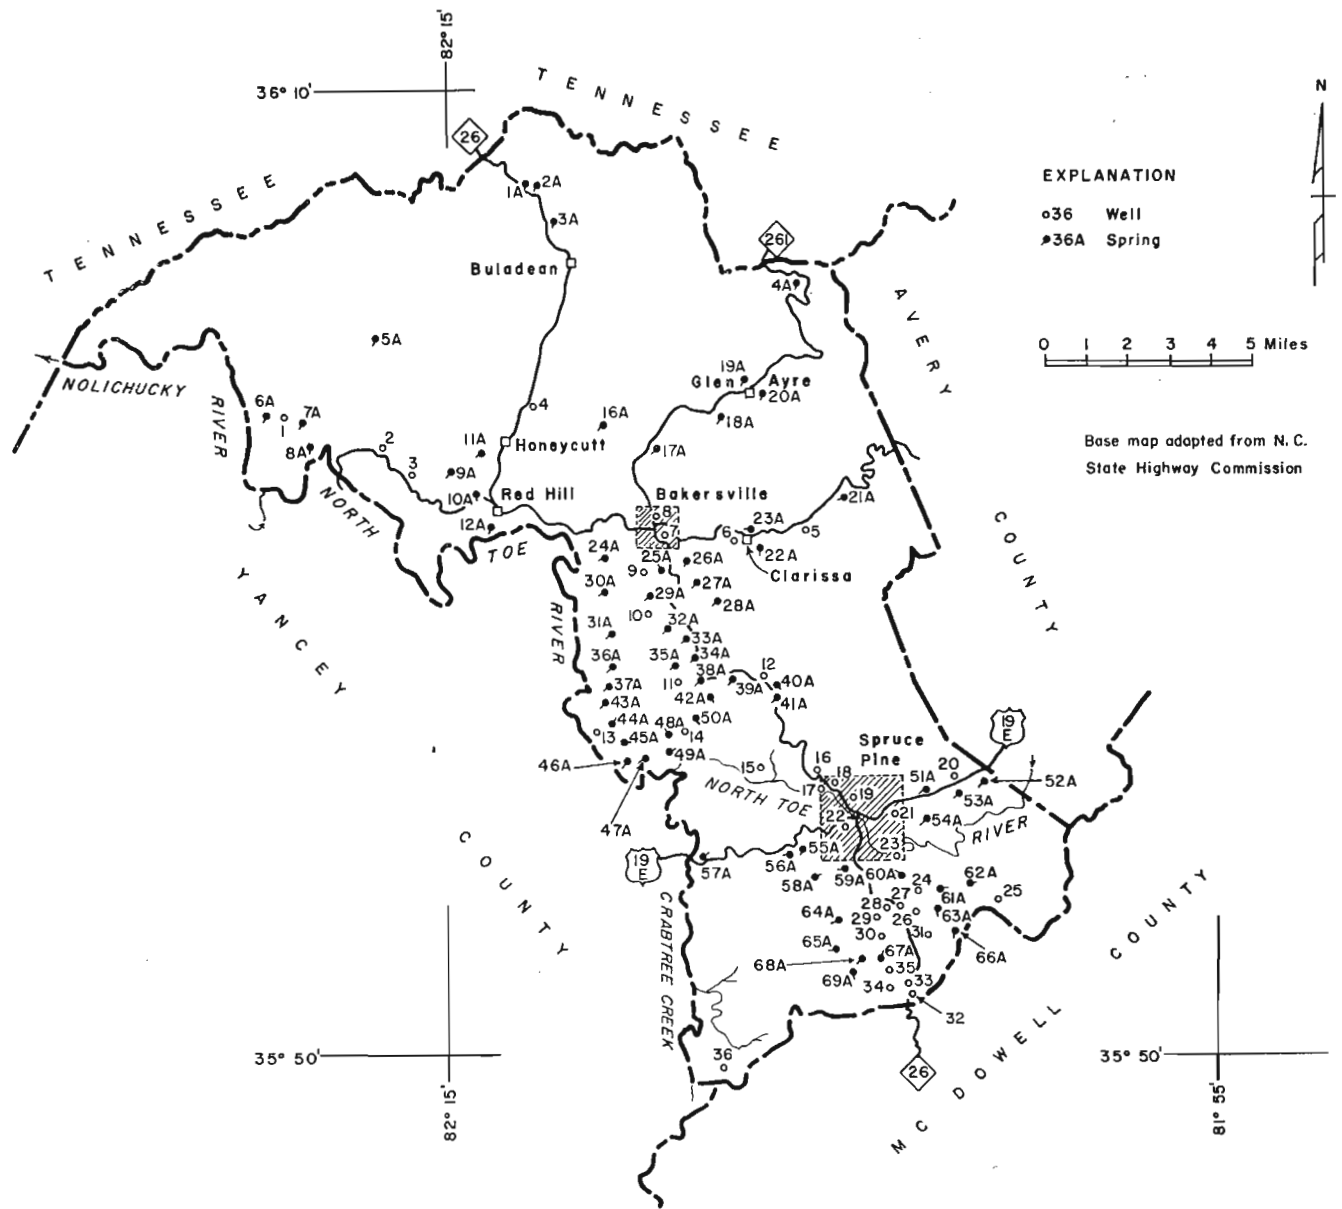 82° 15'
TENNESSEE
36° 10'
N
26
TENNESSEE
EXPLANATION
1A 2A
o36 Well
36A Spring
3A
261
Buladean
4A
AVERY
5A
0 1 2 3 4 5 Miles
NOLICHUCKY
19A
Glen Ayre
20A
RIVER
6A 1 7A
4
16A
18A
8A
2
11A
Honeycutt
17A
Base map adapted from N. C.
State Highway Commission
3
9A
10A
Red Hill
Bakersville
21A
NORTH
8
COUNTY
12A
7
6
23A
5
TOE
24A
25A
26A
22A
Clarissa
YANCEY
9
30A
29A
27A
28A
RIVER
10
31A
32A
33A
36A
35A
34A
38A
12
37A
11
39A
40A
43A
42A
41A
44A
48A
50A
19
E
13
45A
14
Spruce
Pine
46A
49A
15
16
20
NORTH TOE
18
51A
52A
17
19
53A
47A
22
21
54A
RIVER
COUNTY
19
E
23
55A
57A
56A
58A
59A
60A
24
62A
27
61A
25
COUNTY
CRABTREE CREEK
64A
28
29
26
63A
65A
30
31
67A
66A
68A
35
69A
34
33
32
35° 50'
36
35° 50'
26
MC DOWELL
82° 15'
81° 55'